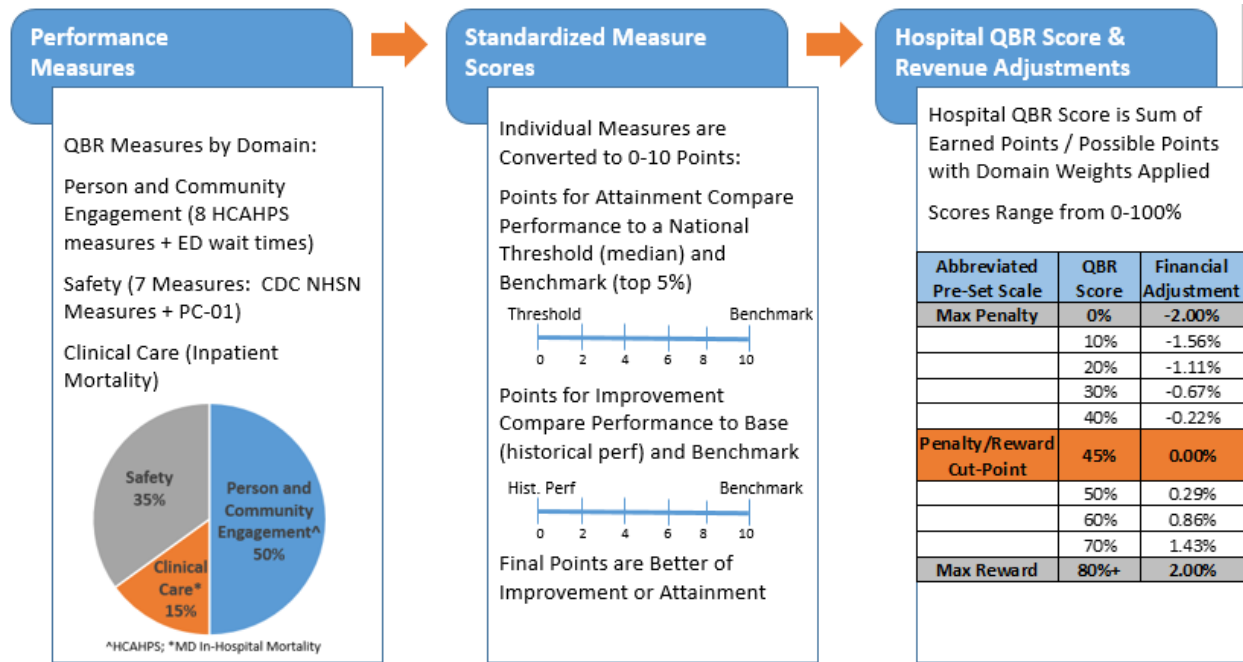 Performance
Measures
QBR Measures by Domain:
Person and Community
Engagement (8 HCAHPS
measures + ED wait times)
Safety (7 Measures: CDC NHSN
Measures + PC-01)
Clinical Care (Inpatient
Mortality)
Safety
35%
Person and
Community
Engagement^
50%
Clinical
Care*
15%
^HCAHPS; *MD In-Hospital Mortality
Standardized Measure
Scores
Individual Measures are
Converted to 0-10 Points:
Points for Attainment Compare
Performance to a National
Threshold (median) and
Benchmark (top 5%)
Threshold Benchmark
0 2 4 6 8 10
Points for Improvement
Compare Performance to Base
(historical perf) and Benchmark
Hist. Perf Benchmark
0 2 4 6 8 10
Final Points are Better of
Improvement or Attainment
Hospital QBR Score &
Revenue Adjustments
Hospital QBR Score is Sum of
Earned Points / Possible Points
with Domain Weights Applied
Scores Range from 0-100%
Abbreviated QBR Financial
Pre-Set Scale Score Adjustment
Max Penalty 0% -2.00%
10% -1.56%
20% -1.11%
30% -0.67%
40% -0.22%
Penalty/Reward
Cut-Point 45% 0.00%
50% 0.29%
60% 0.86%
70% 1.43%
Max Reward 80%+ 2.00%